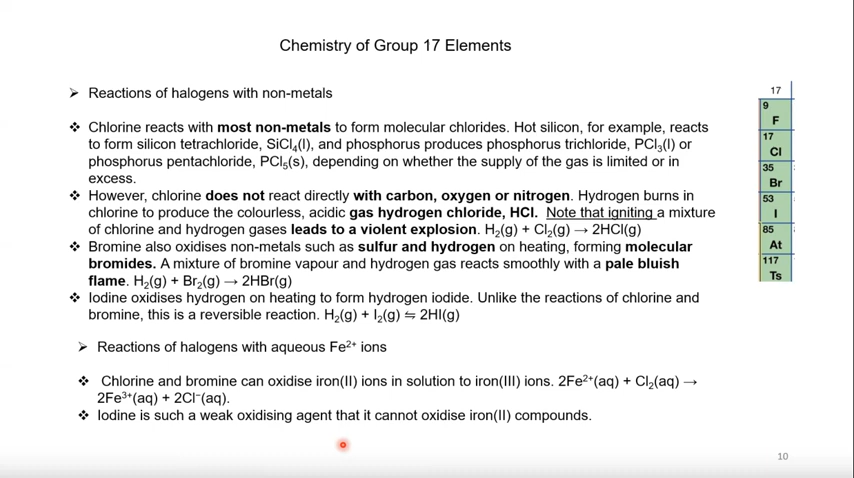 Chemistry of Group 17 Elements
➢ Reactions of halogens with non-metals
❖ Chlorine reacts with most non-metals to form molecular chlorides. Hot silicon, for example, reacts
to form silicon tetrachloride, SiCl₄(l), and phosphorus produces phosphorus trichloride, PCl₃(l) or
phosphorus pentachloride, PCl₅(s), depending on whether the supply of the gas is limited or in
excess.
❖ However, chlorine does not react directly with carbon, oxygen or nitrogen. Hydrogen burns in
chlorine to produce the colourless, acidic gas hydrogen chloride, HCl. Note that igniting a mixture
of chlorine and hydrogen gases leads to a violent explosion. H₂(g) + Cl₂(g) → 2HCl(g)
❖ Bromine also oxidises non-metals such as sulfur and hydrogen on heating, forming molecular
bromides. A mixture of bromine vapour and hydrogen gas reacts smoothly with a pale bluish
flame. H₂(g) + Br₂(g) → 2HBr(g)
❖ Iodine oxidises hydrogen on heating to form hydrogen iodide. Unlike the reactions of chlorine and
bromine, this is a reversible reaction. H₂(g) + I₂(g) ⇋ 2HI(g)
➢ Reactions of halogens with aqueous Fe²⁺ ions
❖ Chlorine and bromine can oxidise iron(II) ions in solution to iron(III) ions. 2Fe²⁺(aq) + Cl₂(aq) →
2Fe³⁺(aq) + 2Cl⁻(aq).
❖ Iodine is such a weak oxidising agent that it cannot oxidise iron(II) compounds.
17
9
F
17
Cl
35
Br
53
I
85
At
117
Ts
10